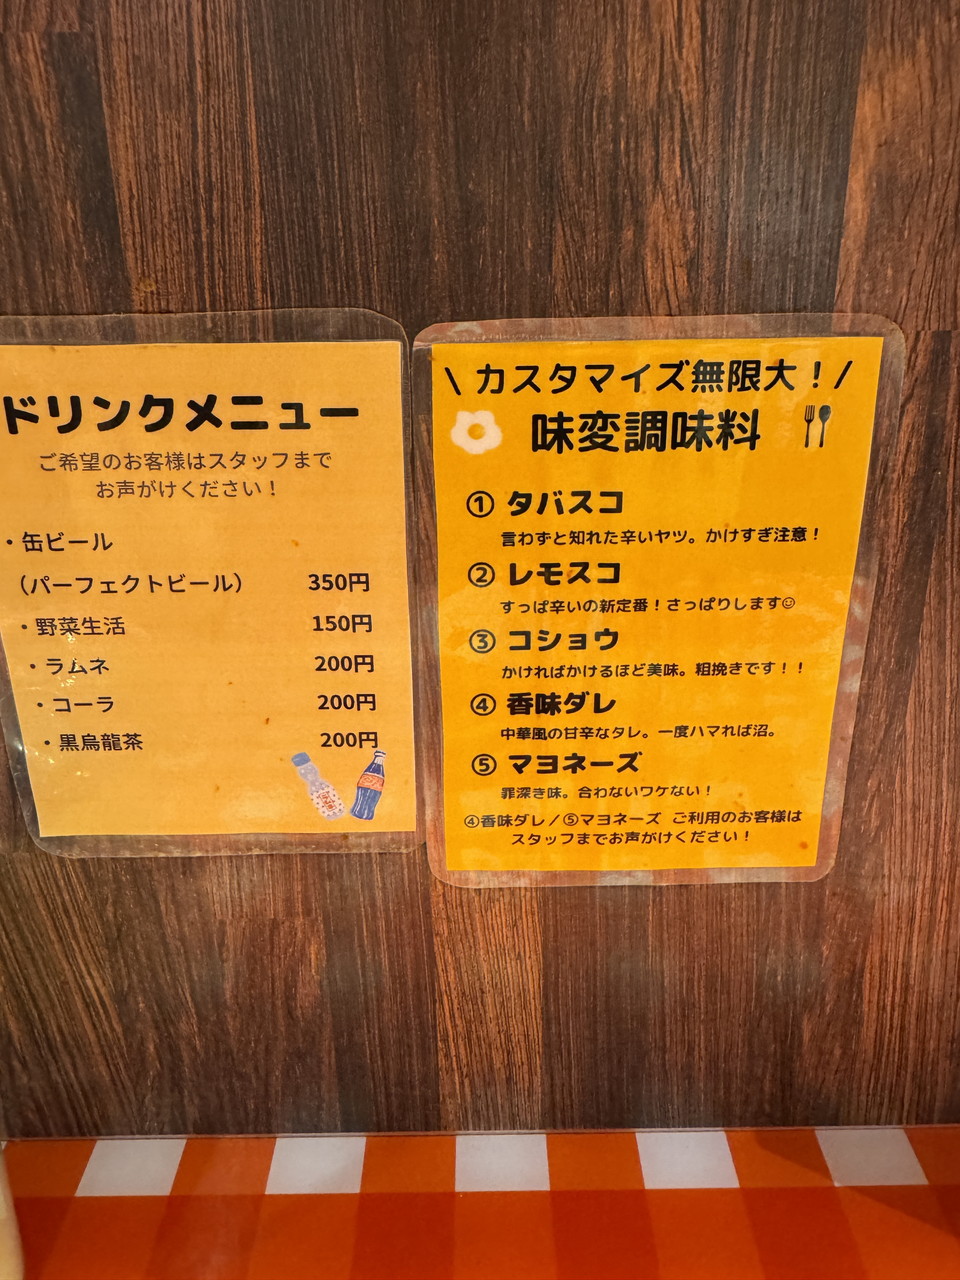 ドリンクメニュー
ご希望のお客様はスタッフまで
お声がけください！
・缶ビール
（パーフェクトビール） 350円
・野菜生活 150円
・ラムネ 200円
・コーラ 200円
・黒烏龍茶 200円
\ カスタマイズ無限大！/
味変調味料
① タバスコ
言わずと知れた辛いヤツ。かけすぎ注意！
② レモスコ
すっぱ辛いの新定番！さっぱりします☺
③ コショウ
かければかけるほど美味。粗挽きです！！
④ 香味ダレ
中華風の甘辛なタレ。一度ハマれば沼。
⑤ マヨネーズ
罪深き味。合わないワケない！
④香味ダレ／⑤マヨネーズ ご利用のお客様は
スタッフまでお声がけください！